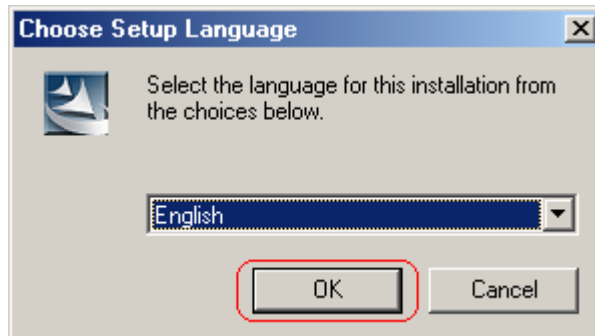 Choose Setup Language
Select the language for this installation from
the choices below.
English
OK
Cancel